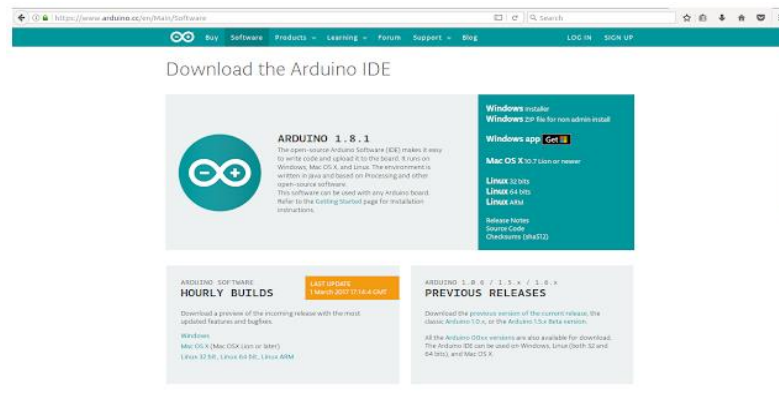 https://www.arduino.cc/en/Main/Software
Search
Buy Software Products Learning Forum Support Blog LOG IN SIGN UP
Download the Arduino IDE
ARDUINO 1.8.1
The open-source Arduino Software (IDE) makes it easy
to write code and upload it to the board. It runs on
Windows, Mac OS X, and Linux. The environment is
written in Java and based on Processing and other
open-source software.
This software can be used with any Arduino board.
Refer to the Getting Started page for Installation
instructions.
Windows Installer
Windows ZIP file for non admin install
Windows app Get
Mac OS X 10.7 Lion or newer
Linux 32 bits
Linux 64 bits
Linux ARM
Release Notes
Source Code
Checksums (sha512)
ARDUINO SOFTWARE
HOURLY BUILDS
LAST UPDATE
1 March 2017 17:14:4 GMT
Download a preview of the incoming release with the most
updated features and bugfixes.
Windows
Mac OS X (Mac OSX Lion or later)
Linux 32 bit, Linux 64 bit, Linux ARM
ARDUINO 1.0.6 / 1.5.x / 1.6.x
PREVIOUS RELEASES
Download the previous version of the current release, the
classic Arduino 1.0.x, or the Arduino 1.5.x Beta version.
All the Arduino 00xx versions are also available for download.
The Arduino IDE can be used on Windows, Linux (both 32 and
64 bits), and Mac OS X.